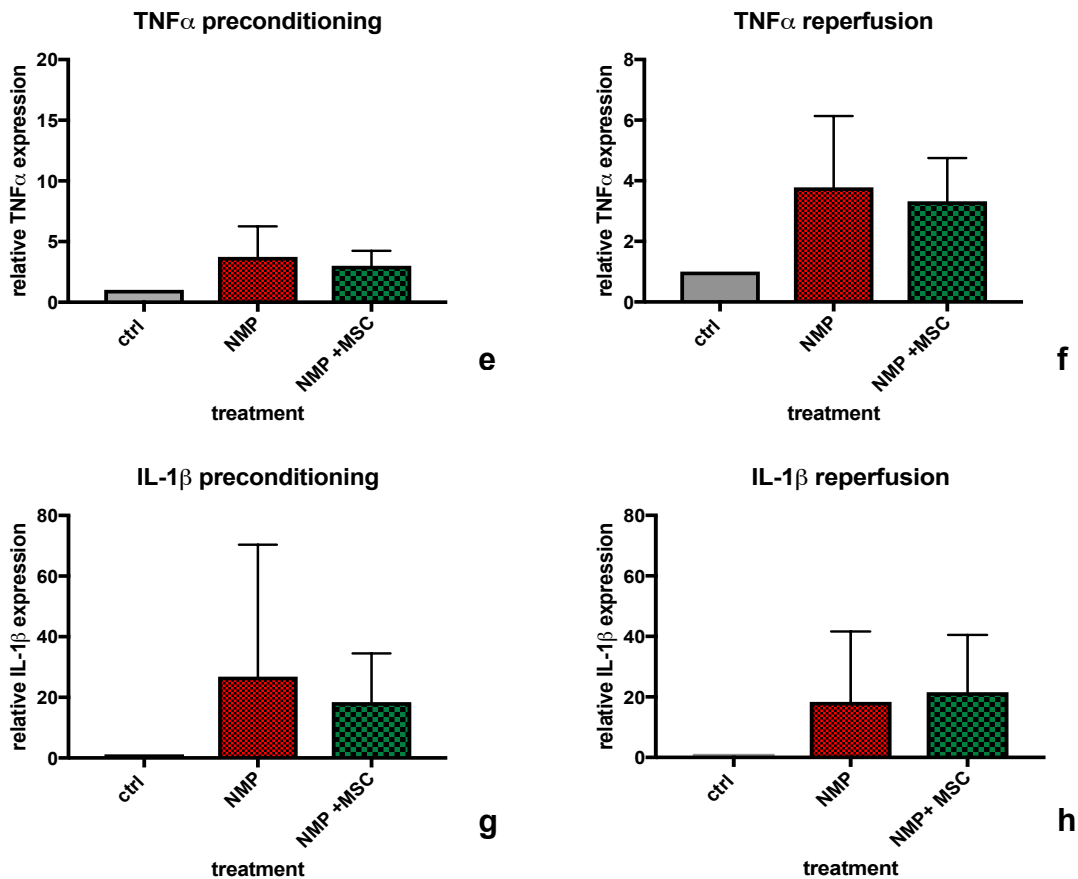 TNFα preconditioning
relative TNFα expression
20
15
10
5
0
ctrl
NMP
NMP +MSC
treatment
e
TNFα reperfusion
relative TNFα expression
8
6
4
2
0
ctrl
NMP
NMP +MSC
treatment
f
IL-1β preconditioning
relative IL-1β expression
80
60
40
20
0
ctrl
NMP
NMP +MSC
treatment
g
IL-1β reperfusion
relative IL-1β expression
80
60
40
20
0
ctrl
NMP
NMP+ MSC
treatment
h